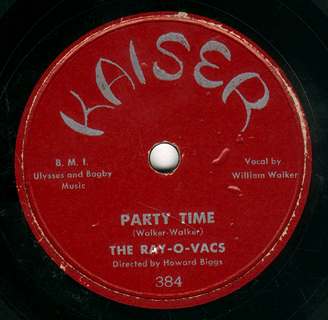 KAISER
B. M. I.
Ulysses and Bagby
Music
Vocal by
William Walker
PARTY TIME
(Walker-Walker)
THE RAY-O-VACS
Directed by Howard Biggs
384